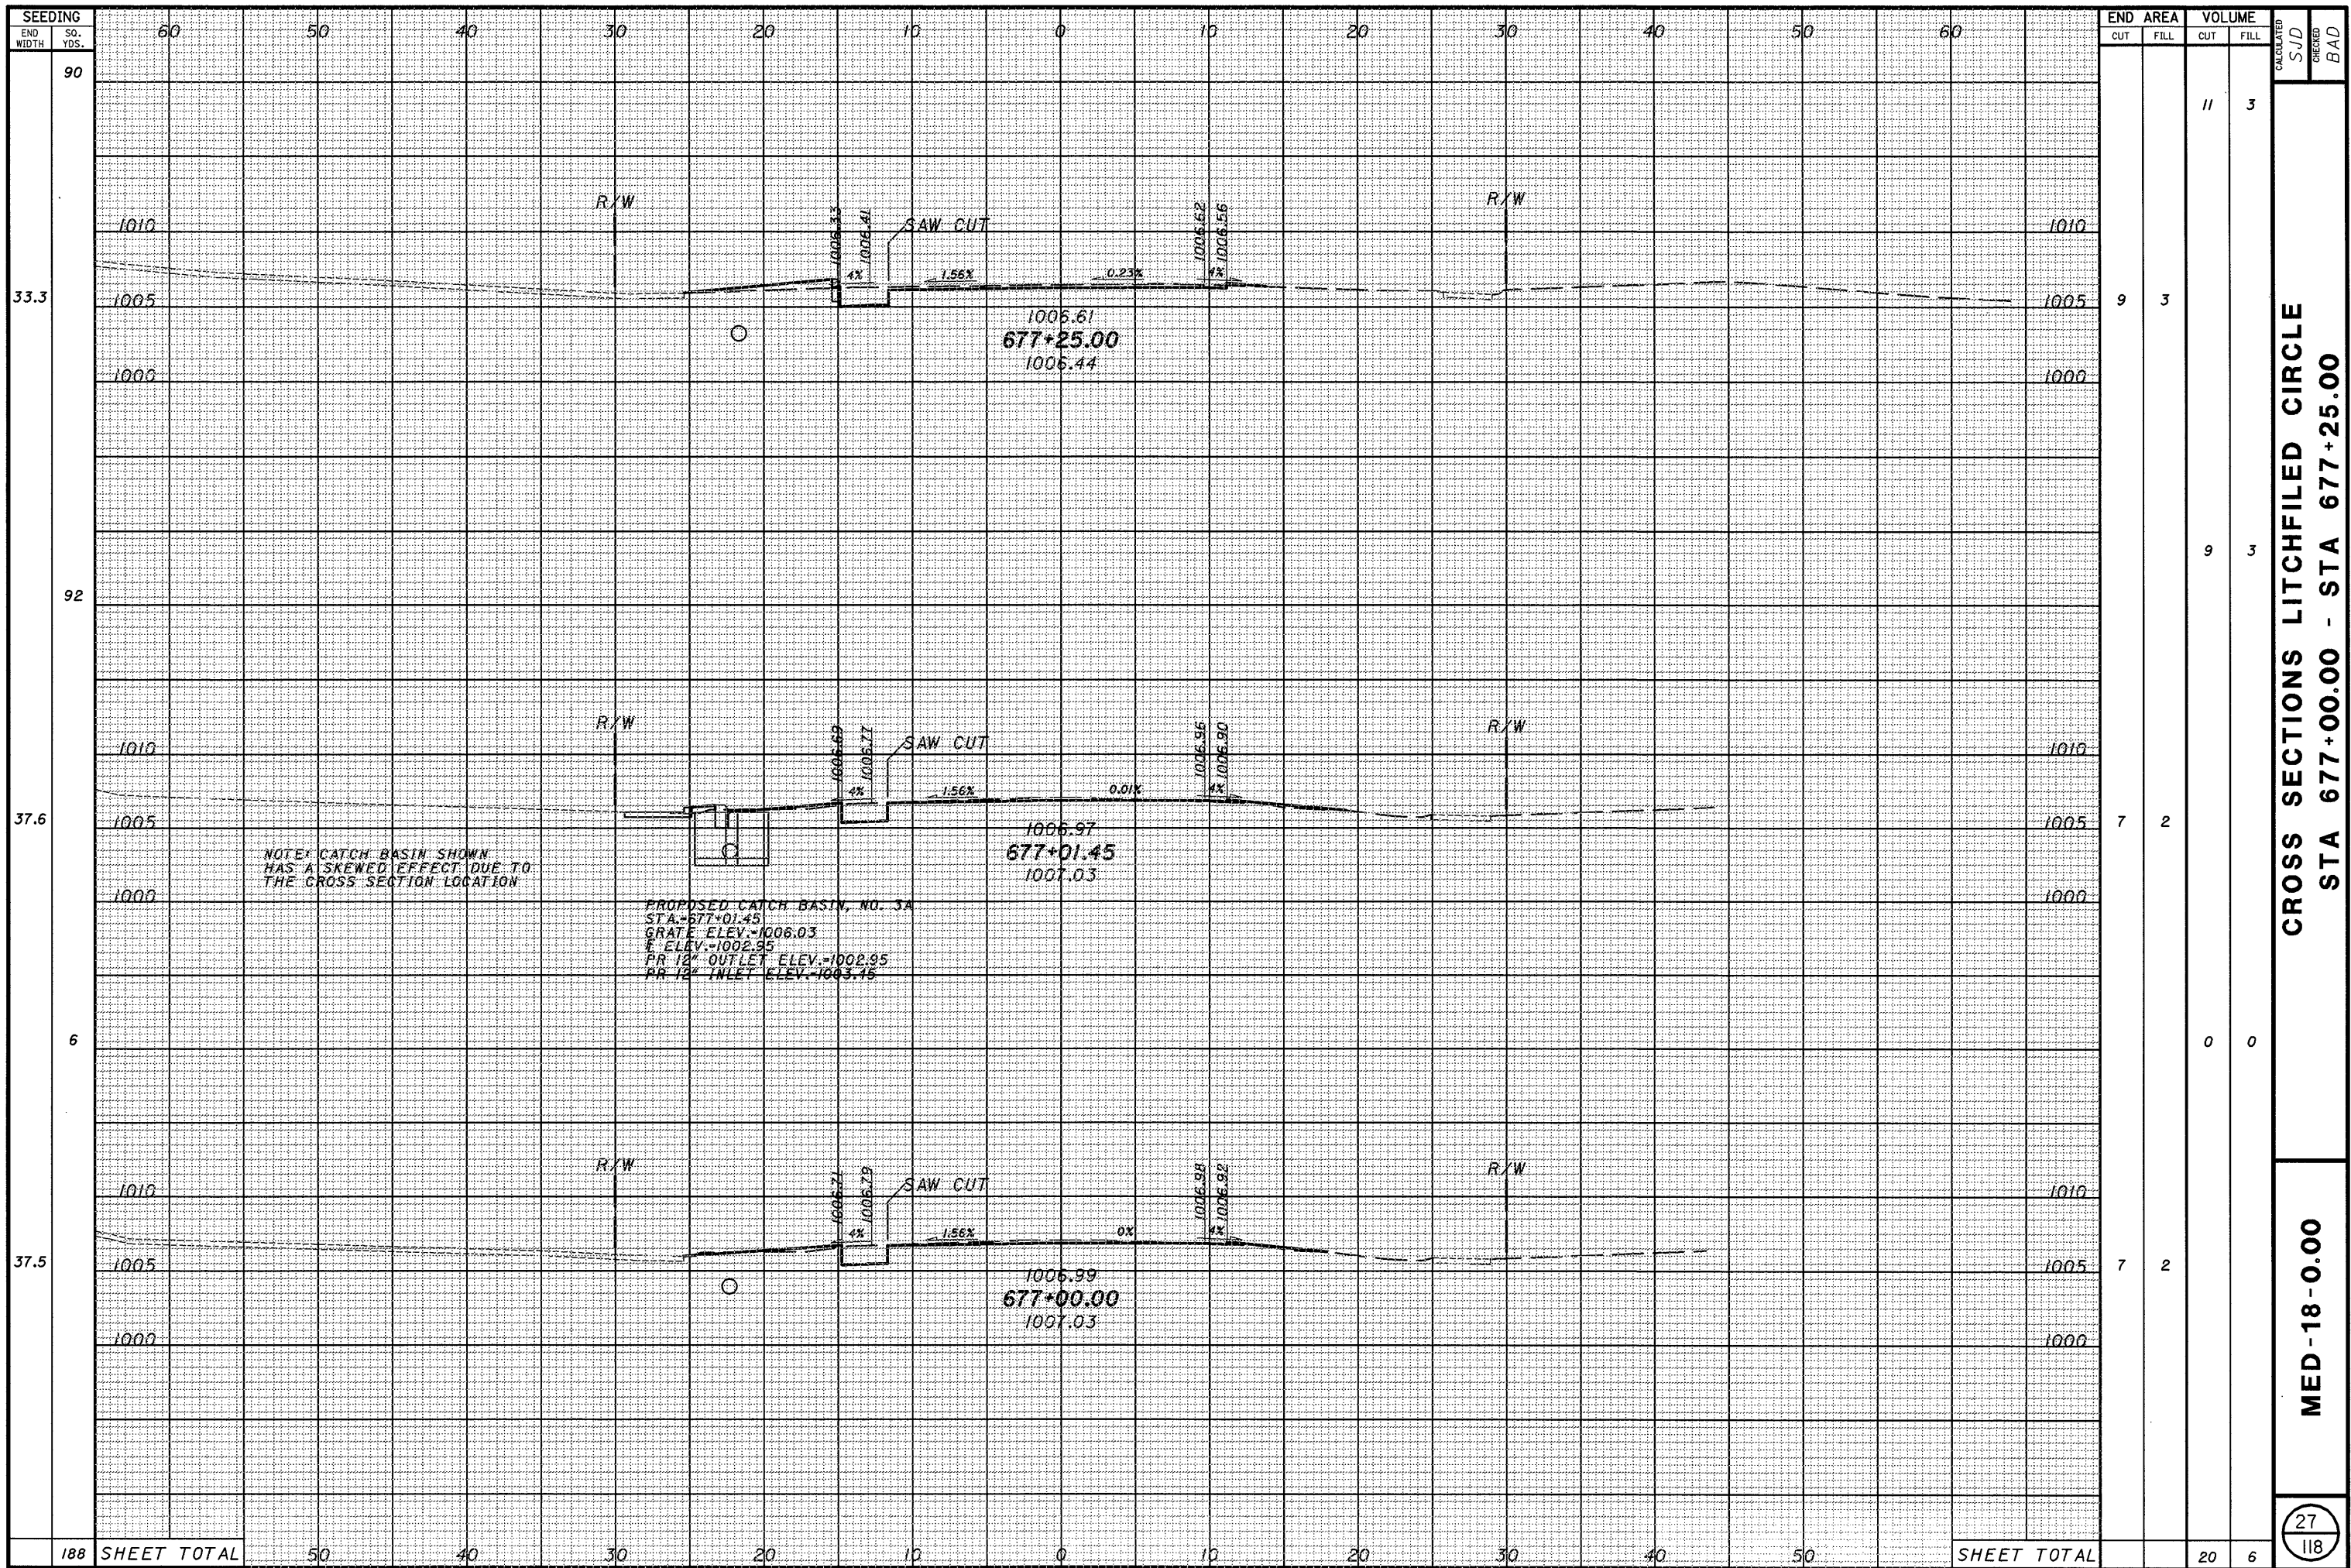 SEEDING
END WIDTH
SQ. YDS.
60 50 40 30 20 10 0 10 20 30 40 50 60
END AREA
VOLUME
CUT FILL CUT FILL
CALCULATED
SJD
CHECKED
BAD
90
11 3
R/W
R/W
1006.33
1006.41
SAW CUT
1006.62
1006.56
1010
1010
4%
1.56%
0.23%
4%
33.3
1005
1005
9 3
1006.61
677+25.00
1006.44
1000
1000
9 3
92
R/W
R/W
1006.69
1006.77
SAW CUT
1006.96
1006.90
1010
1010
4%
1.56%
0.01%
4%
37.6
1005
1005
7 2
1006.97
677+01.45
1007.03
NOTE: CATCH BASIN SHOWN
HAS A SKEWED EFFECT DUE TO
THE CROSS SECTION LOCATION
1000
1000
PROPOSED CATCH BASIN, NO. 3A
STA.=677+01.45
GRATE ELEV.=1006.03
ELEV.=1002.95
PR 12" OUTLET ELEV.=1002.95
PR 12" INLET ELEV.=1003.45
6
0 0
R/W
R/W
1006.71
1006.79
SAW CUT
1006.98
1006.92
1010
1010
4%
1.56%
0%
4%
37.5
1005
1005
7 2
1006.99
677+00.00
1007.03
1000
1000
188 SHEET TOTAL
50 40 30 20 10 0 10 20 30 40 50
SHEET TOTAL 20 6
CROSS SECTIONS LITCHFILED CIRCLE
STA 677+00.00 - STA 677+25.00
MED-18-0.00
27
118